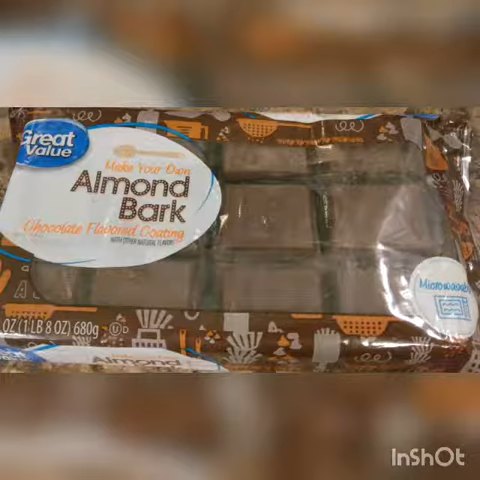 Great
Value
Make Your Own
Almond
Bark
Chocolate Flavored Coating
WITH OTHER NATURAL FLAVORS
OZ (1 LB 8 OZ) 680g U D
Almond
InShOt